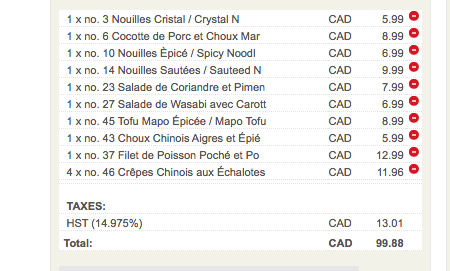 1 x no. 3 Nouilles Cristal / Crystal N CAD 5.99
1 x no. 6 Cocotte de Porc et Choux Mar CAD 8.99
1 x no. 10 Nouilles Èpicé / Spicy Noodl CAD 6.99
1 x no. 14 Nouilles Sautées / Sauteed N CAD 9.99
1 x no. 23 Salade de Coriandre et Pimen CAD 7.99
1 x no. 27 Salade de Wasabi avec Carott CAD 6.99
1 x no. 45 Tofu Mapo Épicée / Mapo Tofu CAD 8.99
1 x no. 43 Choux Chinois Aigres et Épié CAD 5.99
1 x no. 37 Filet de Poisson Poché et Po CAD 12.99
4 x no. 46 Crêpes Chinois aux Échalotes CAD 11.96
TAXES:
HST (14.975%) CAD 13.01
Total: CAD 99.88